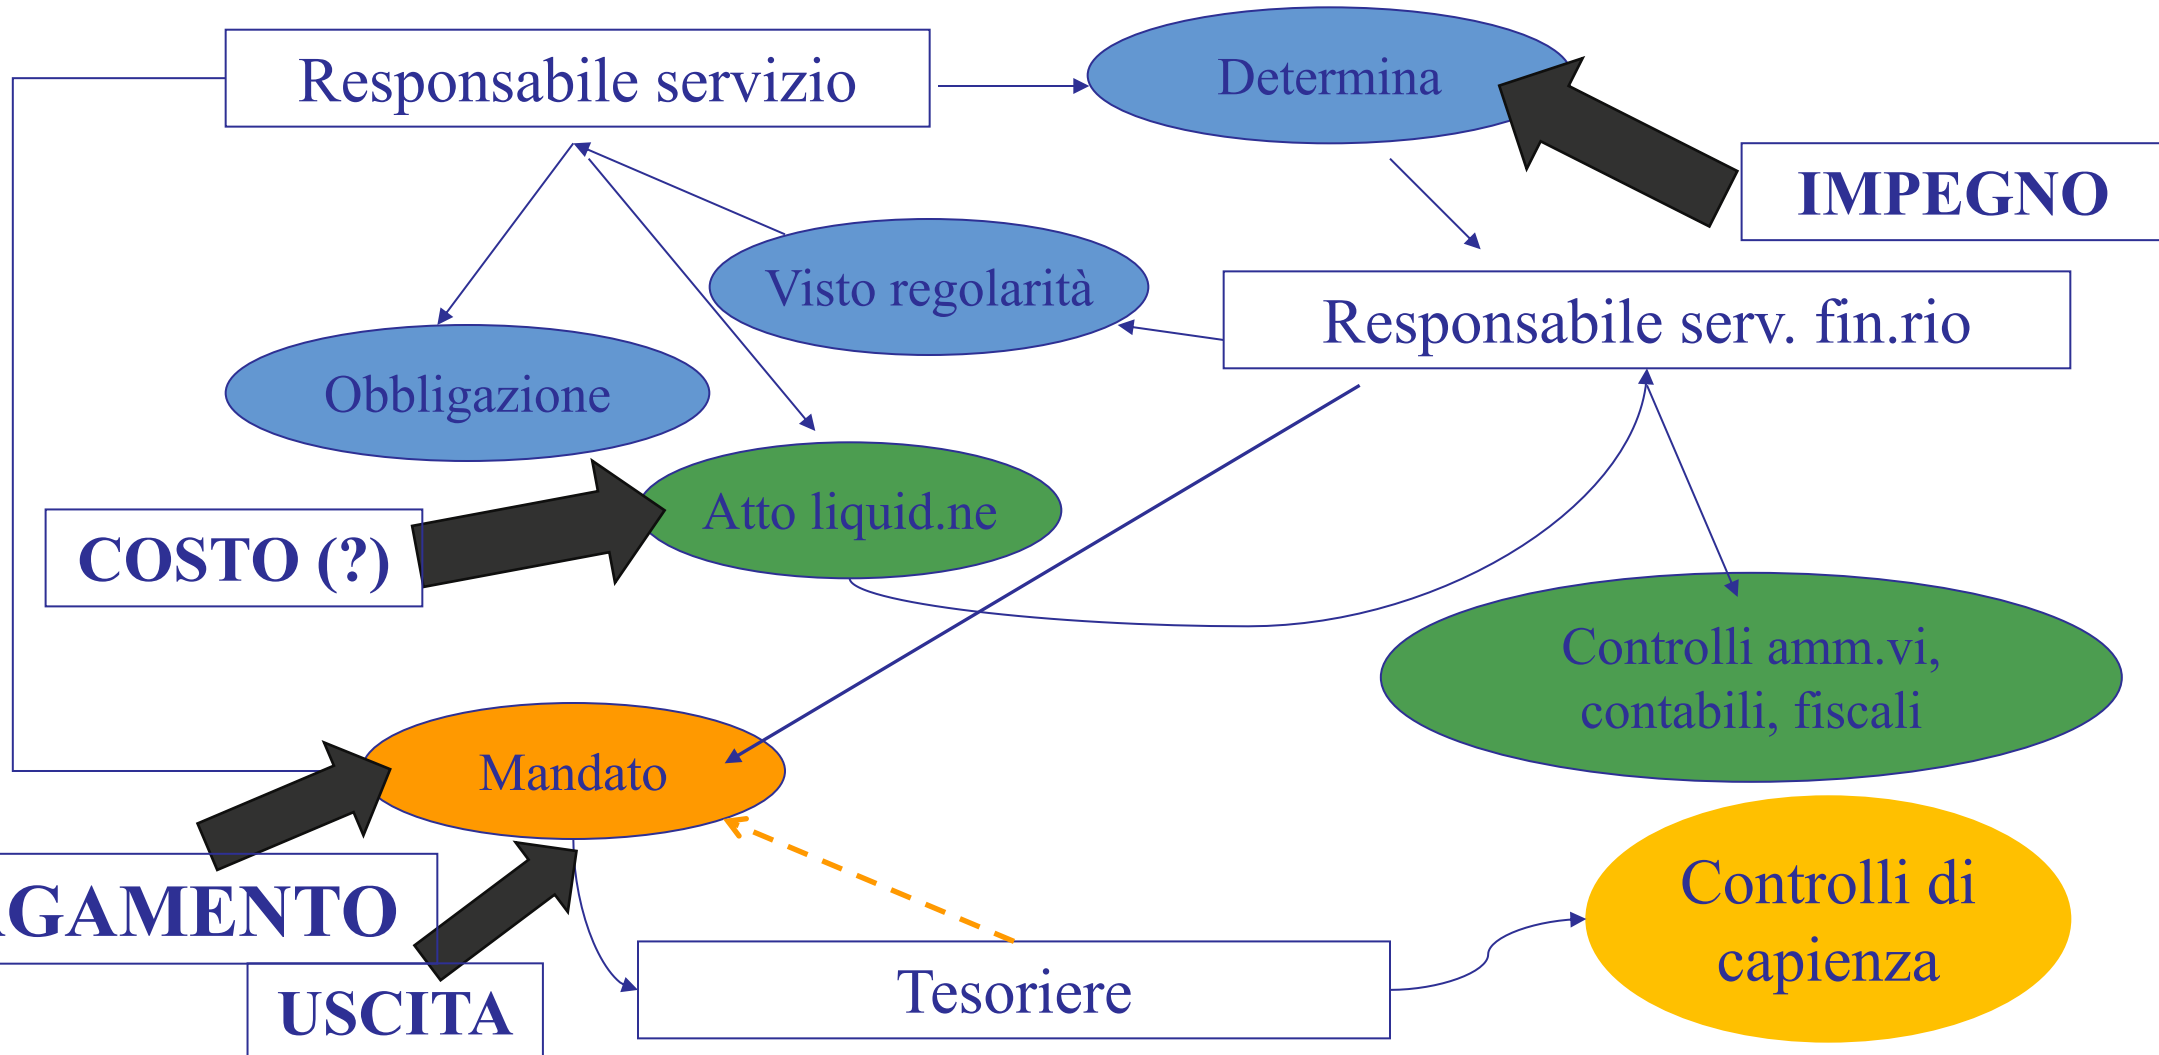 Responsabile servizio
Determina
IMPEGNO
Visto regolarità
Responsabile serv. fin.rio
Obbligazione
Atto liquid.ne
COSTO (?)
Controlli amm.vi,
contabili, fiscali
Mandato
GAMENTO
Controlli di
capienza
Tesoriere
USCITA